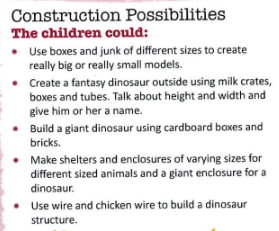 Construction Possibilities
The children could:
• Use boxes and junk of different sizes to create
really big or really small models.
• Create a fantasy dinosaur outside using milk crates,
boxes and tubes. Talk about height and width and
give him or her a name.
• Build a giant dinosaur using cardboard boxes and
bricks.
• Make shelters and enclosures of varying sizes for
different sized animals and a giant enclosure for a
dinosaur.
• Use wire and chicken wire to build a dinosaur
structure.